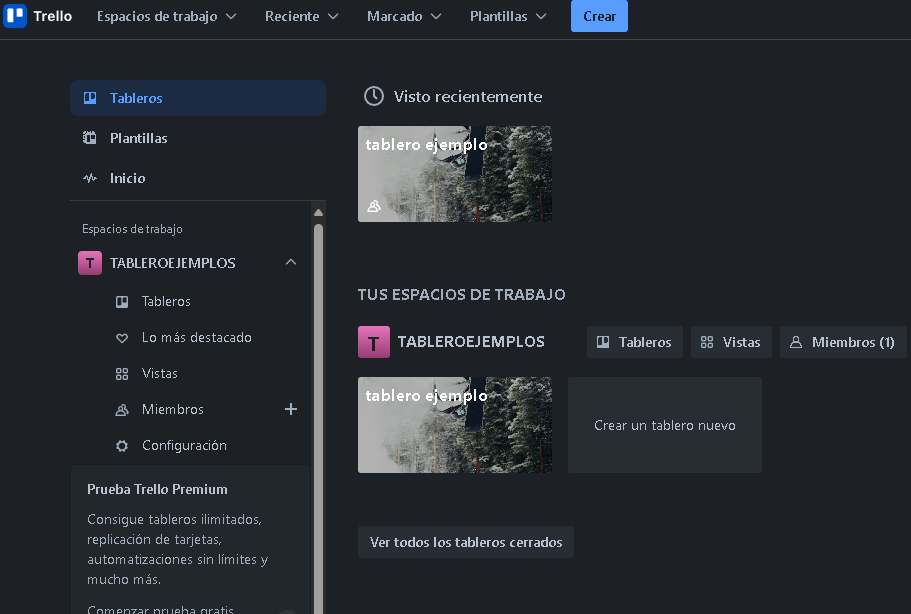 Trello Espacios de trabajo Reciente Marcado Plantillas Crear
Tableros
Plantillas
Inicio
Espacios de trabajo
T TABLEROEJEMPLOS
Tableros
Lo más destacado
Vistas
Miembros
Configuración
Prueba Trello Premium
Consigue tableros ilimitados,
replicación de tarjetas,
automatizaciones sin límites y
mucho más.
Comenzar prueba gratis
Visto recientemente
tablero ejemplo
TUS ESPACIOS DE TRABAJO
T TABLEROEJEMPLOS Tableros Vistas Miembros (1)
tablero ejemplo
Crear un tablero nuevo
Ver todos los tableros cerrados